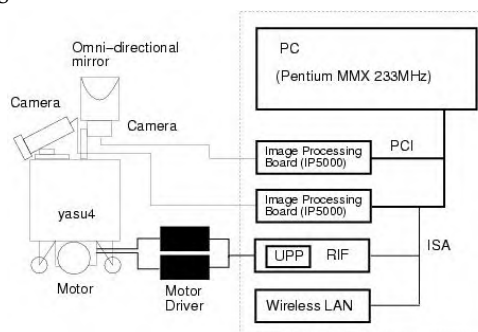 Omni-directional
mirror
Camera
Camera
yasu4
Motor
Motor
Driver
PC
(Pentium MMX 233MHz)
Image Processing
Board (IP5000)
PCI
Image Processing
Board (IP5000)
ISA
UPP RIF
Wireless LAN